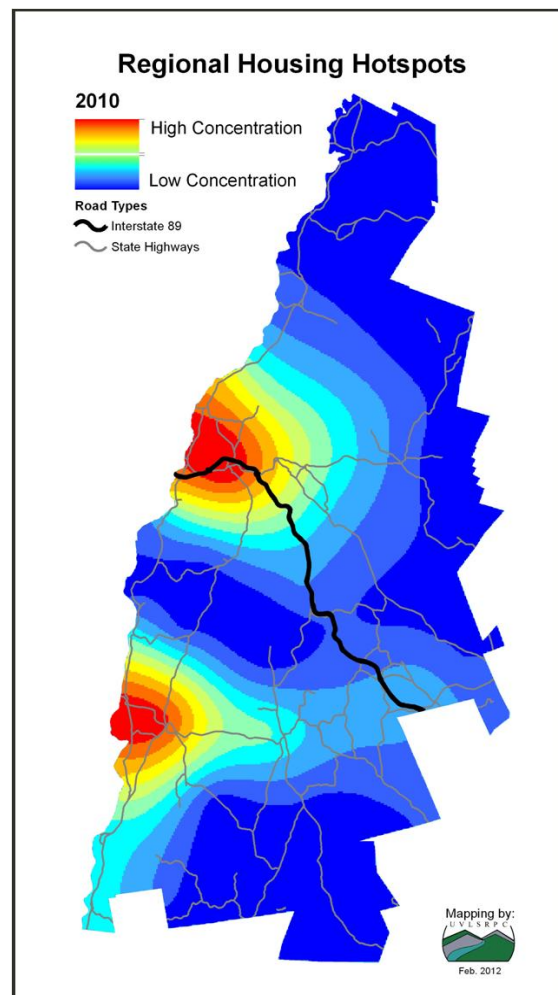 Regional Housing Hotspots
2010
High Concentration
Low Concentration
Road Types
Interstate 89
State Highways
Mapping by:
UVLSRPC
Feb. 2012